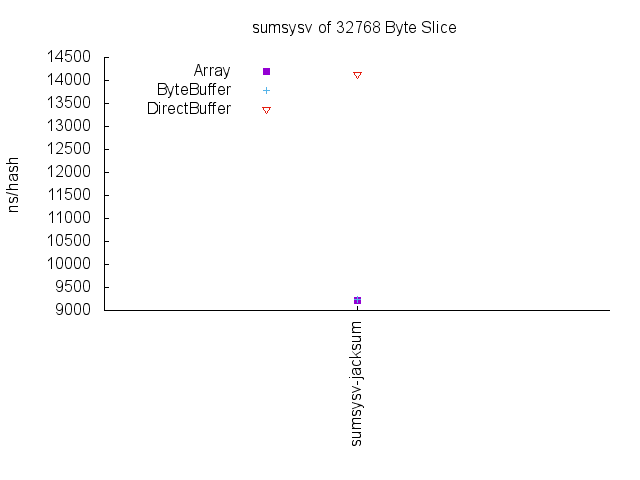 sumsysv of 32768 Byte Slice
14500
14000
13500
13000
12500
12000
11500
11000
10500
10000
9500
9000
ns/hash
Array
ByteBuffer
DirectBuffer
sumsysv-jacksum